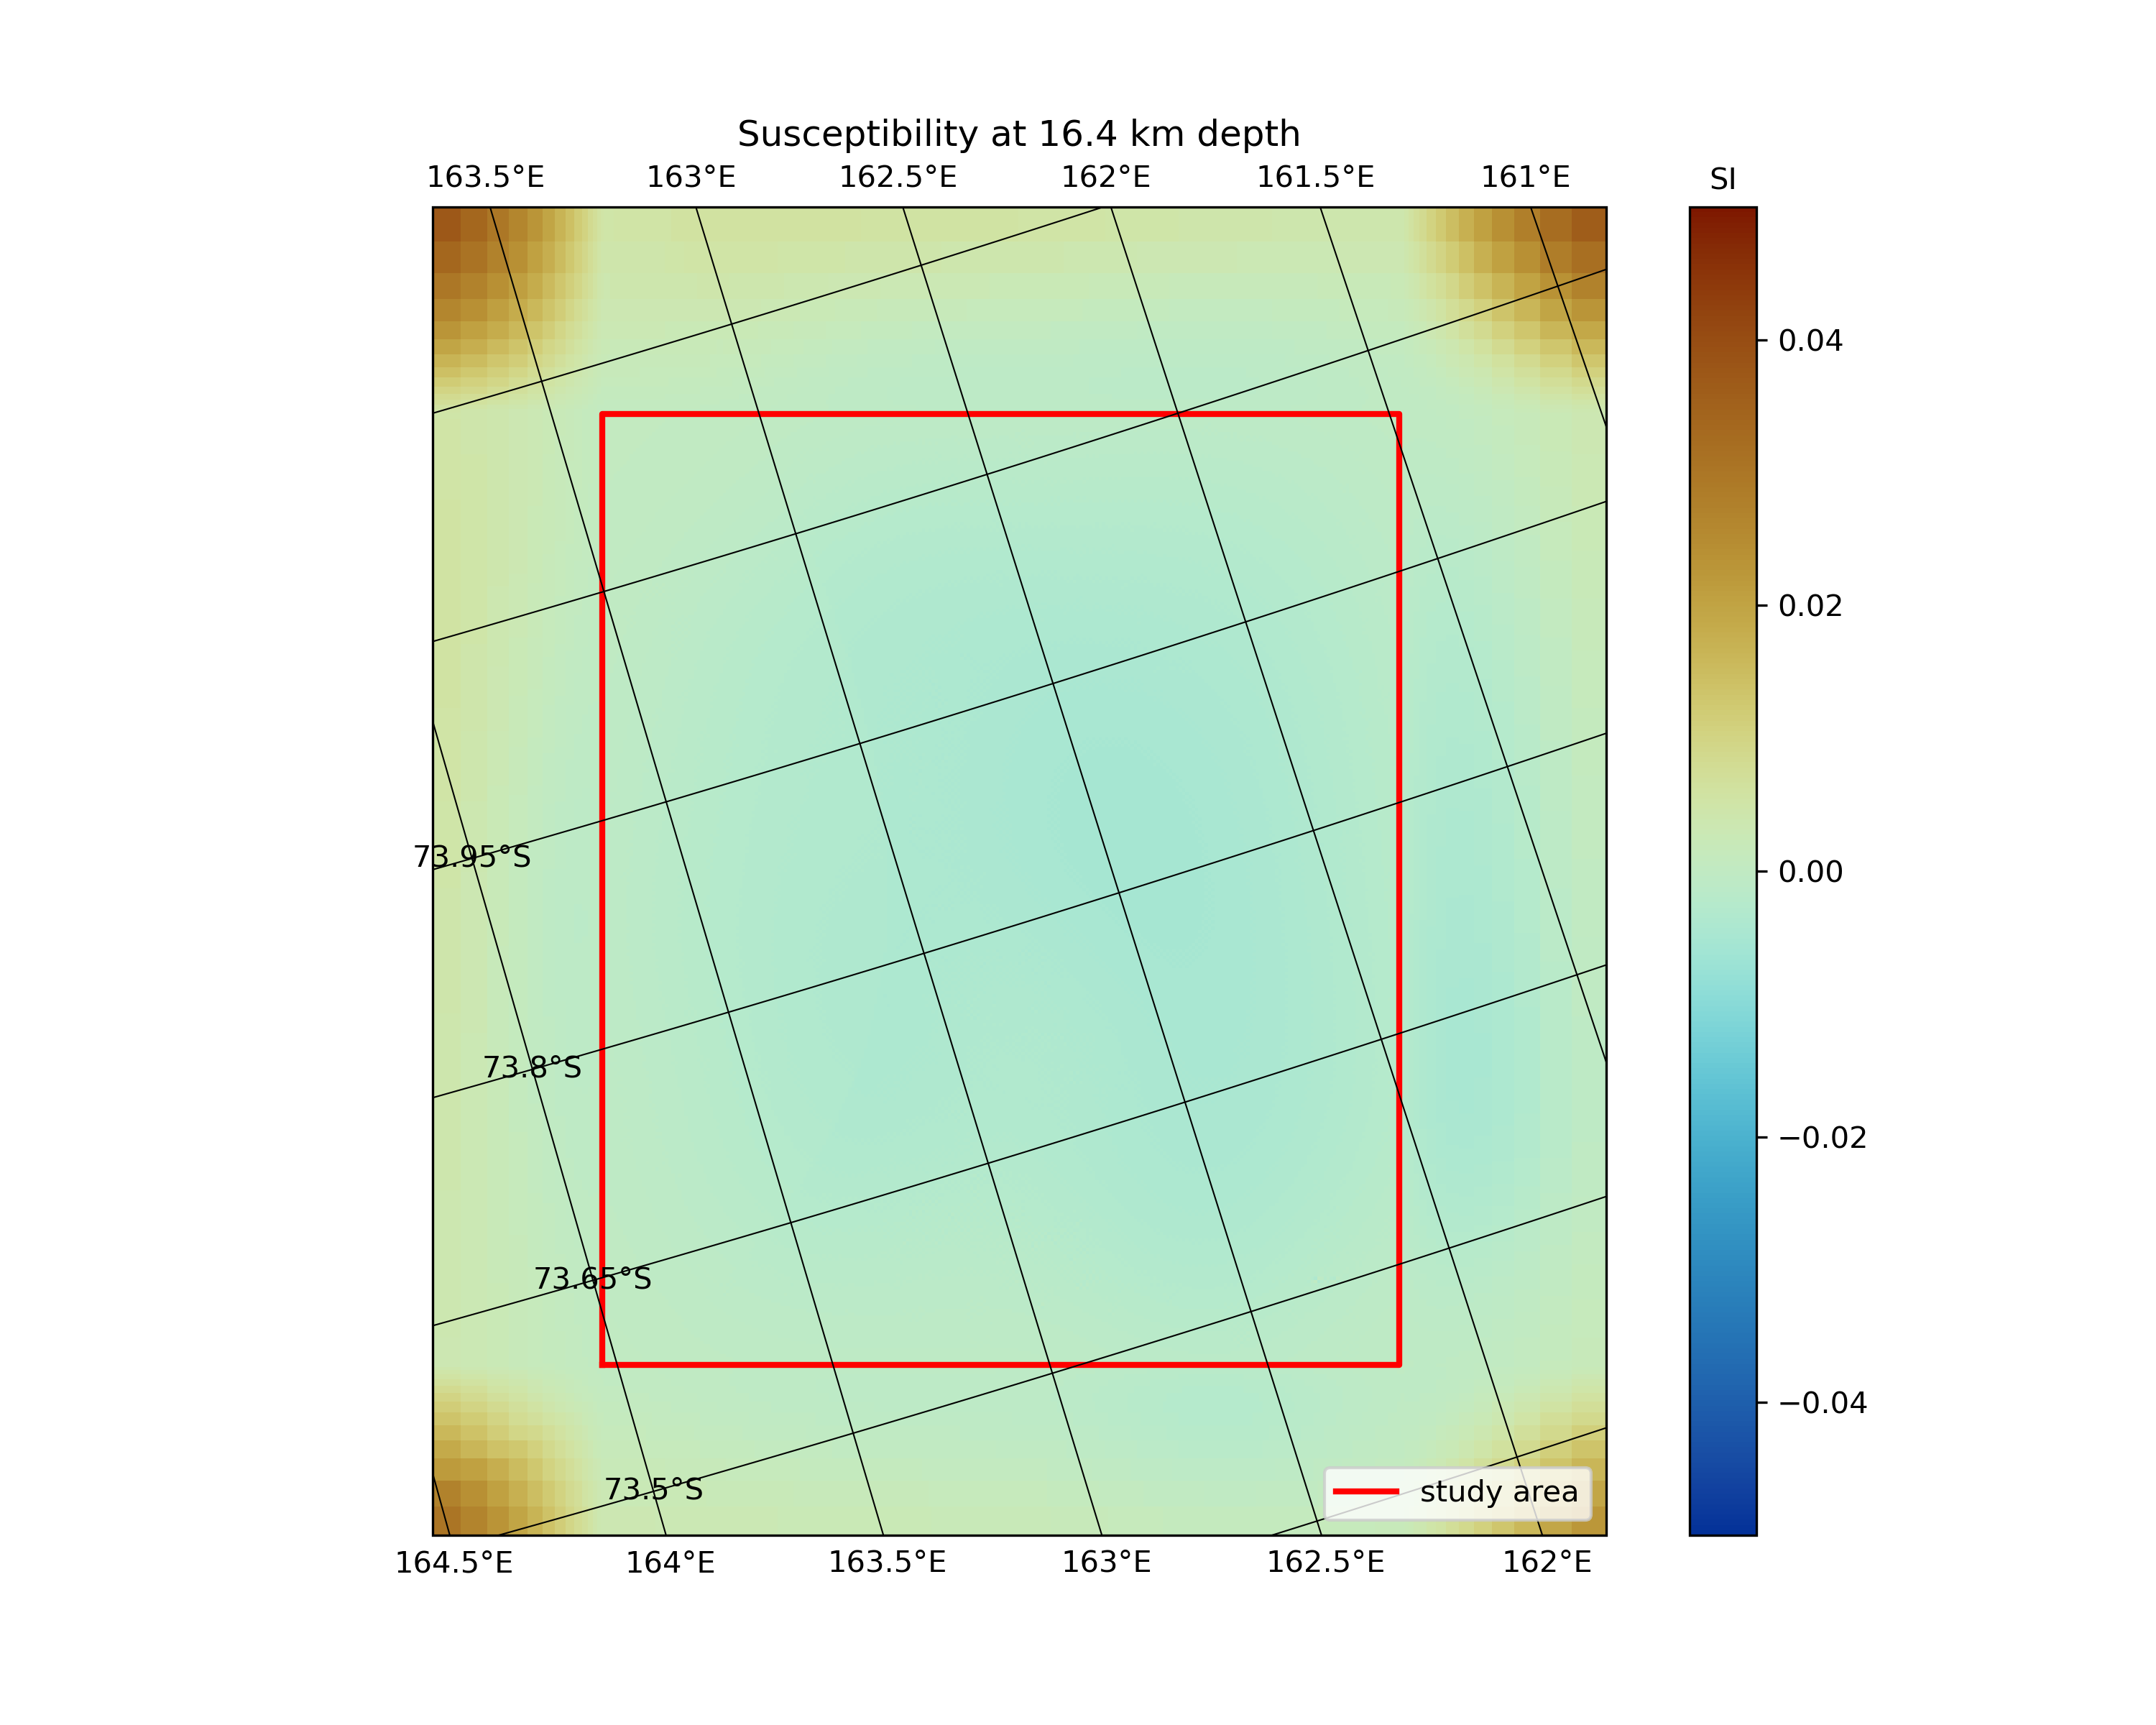 Susceptibility at 16.4 km depth
163.5°E 163°E 162.5°E 162°E 161.5°E 161°E
SI
0.04
0.02
0.00
−0.02
−0.04
73.95°S
73.8°S
73.65°S
73.5°S
study area
164.5°E 164°E 163.5°E 163°E 162.5°E 162°E